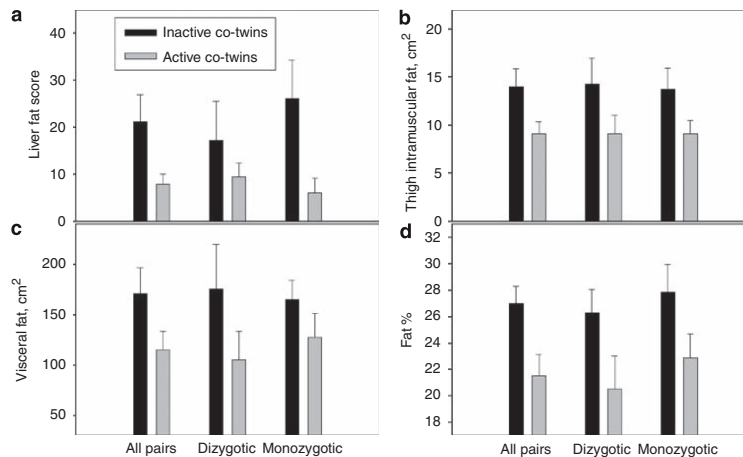 a
Inactive co-twins
Active co-twins
Liver fat score
40
30
20
10
0
b
Thigh intramuscular fat, cm²
20
15
10
5
0
c
Visceral fat, cm²
200
150
100
50
All pairs
Dizygotic
Monozygotic
d
Fat %
32
30
28
26
24
22
20
18
All pairs
Dizygotic
Monozygotic